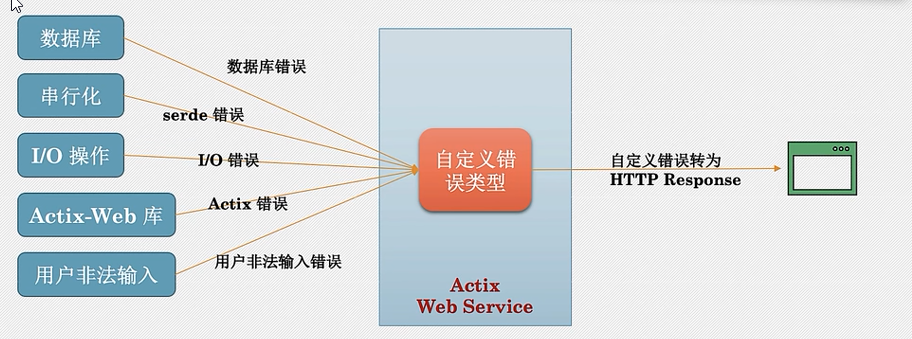 数据库
串行化
I/O 操作
Actix-Web 库
用户非法输入
数据库错误
serde 错误
I/O 错误
Actix 错误
用户非法输入错误
自定义错
误类型
Actix
Web Service
自定义错误转为
HTTP Response